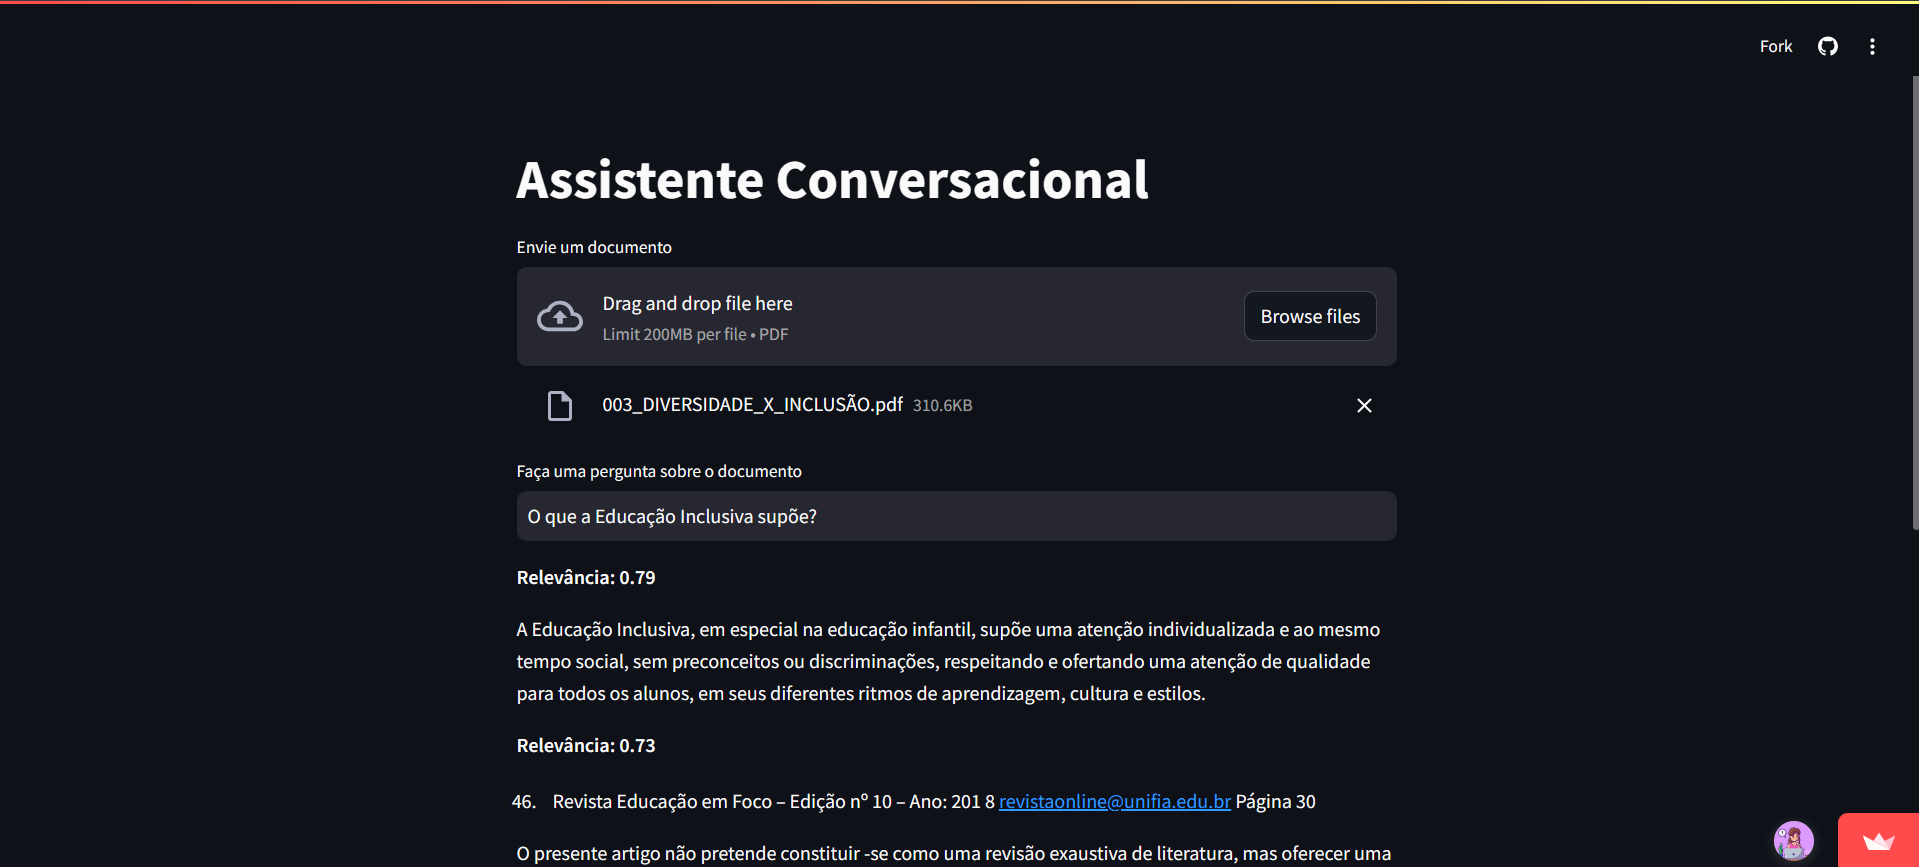 Fork
Assistente Conversacional
Envie um documento
Drag and drop file here
Limit 200MB per file • PDF
Browse files
003_DIVERSIDADE_X_INCLUSÃO.pdf 310.6KB
Faça uma pergunta sobre o documento
O que a Educação Inclusiva supõe?
Relevância: 0.79
A Educação Inclusiva, em especial na educação infantil, supõe uma atenção individualizada e ao mesmo
tempo social, sem preconceitos ou discriminações, respeitando e ofertando uma atenção de qualidade
para todos os alunos, em seus diferentes ritmos de aprendizagem, cultura e estilos.
Relevância: 0.73
46. Revista Educação em Foco – Edição nº 10 – Ano: 201 8 revistaonline@unifia.edu.br Página 30
O presente artigo não pretende constituir -se como uma revisão exaustiva de literatura, mas oferecer uma